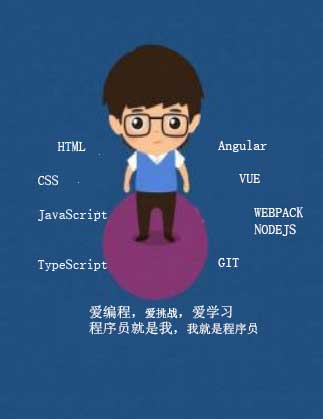 HTML
Angular
CSS
VUE
JavaScript
WEBPACK
NODEJS
TypeScript
GIT
爱编程，爱挑战，爱学习
程序员就是我，我就是程序员